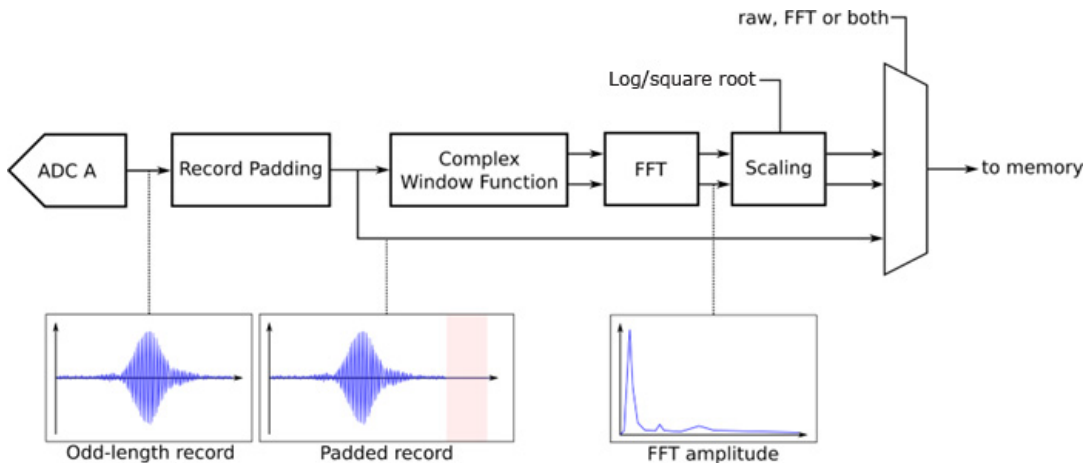 raw, FFT or both
Log/square root
ADC A
Record Padding
Complex
Window Function
FFT
Scaling
to memory
Odd-length record
Padded record
FFT amplitude